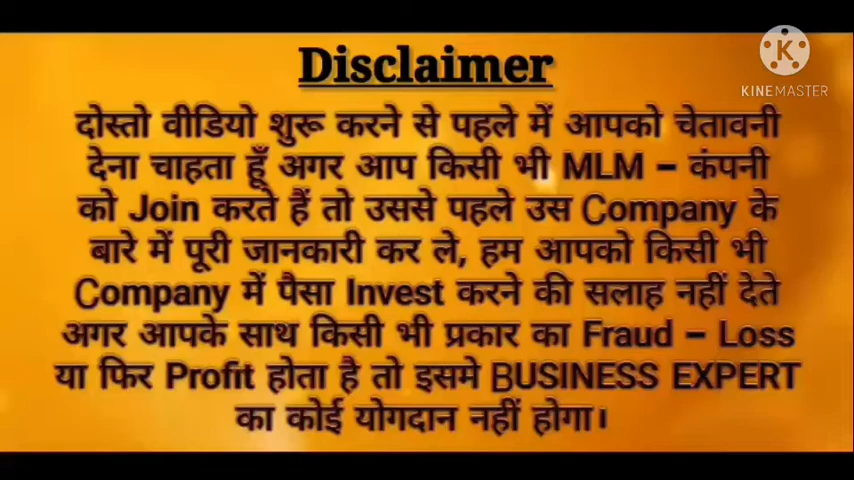 Disclaimer
K
KINEMASTER
दोस्तो वीडियो शुरू करने से पहले में आपको चेतावनी
देना चाहता हूँ अगर आप किसी भी MLM - कंपनी
को Join करते हैं तो उससे पहले उस Company के
बारे में पूरी जानकारी कर ले, हम आपको किसी भी
Company में पैसा Invest करने की सलाह नहीं देते
अगर आपके साथ किसी भी प्रकार का Fraud - Loss
या फिर Profit होता है तो इसमे BUSINESS EXPERT
का कोई योगदान नहीं होगा।